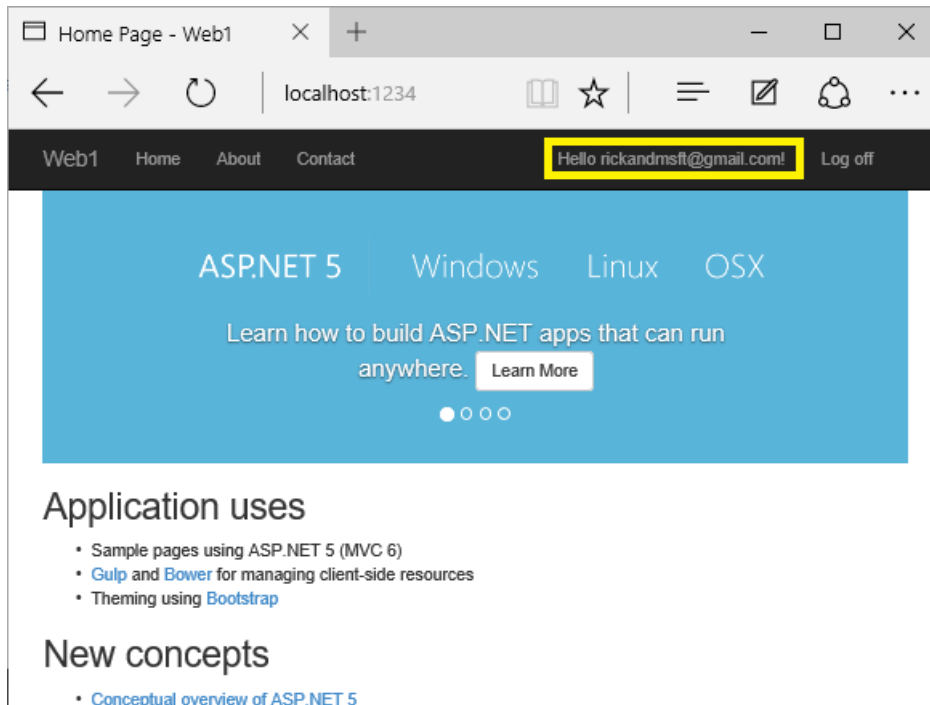 Home Page - Web1
localhost:1234
Web1 Home About Contact Hello rickandmsft@gmail.com! Log off
ASP.NET 5 Windows Linux OSX
Learn how to build ASP.NET apps that can run
anywhere. Learn More
Application uses
• Sample pages using ASP.NET 5 (MVC 6)
• Gulp and Bower for managing client-side resources
• Theming using Bootstrap
New concepts
• Conceptual overview of ASP.NET 5